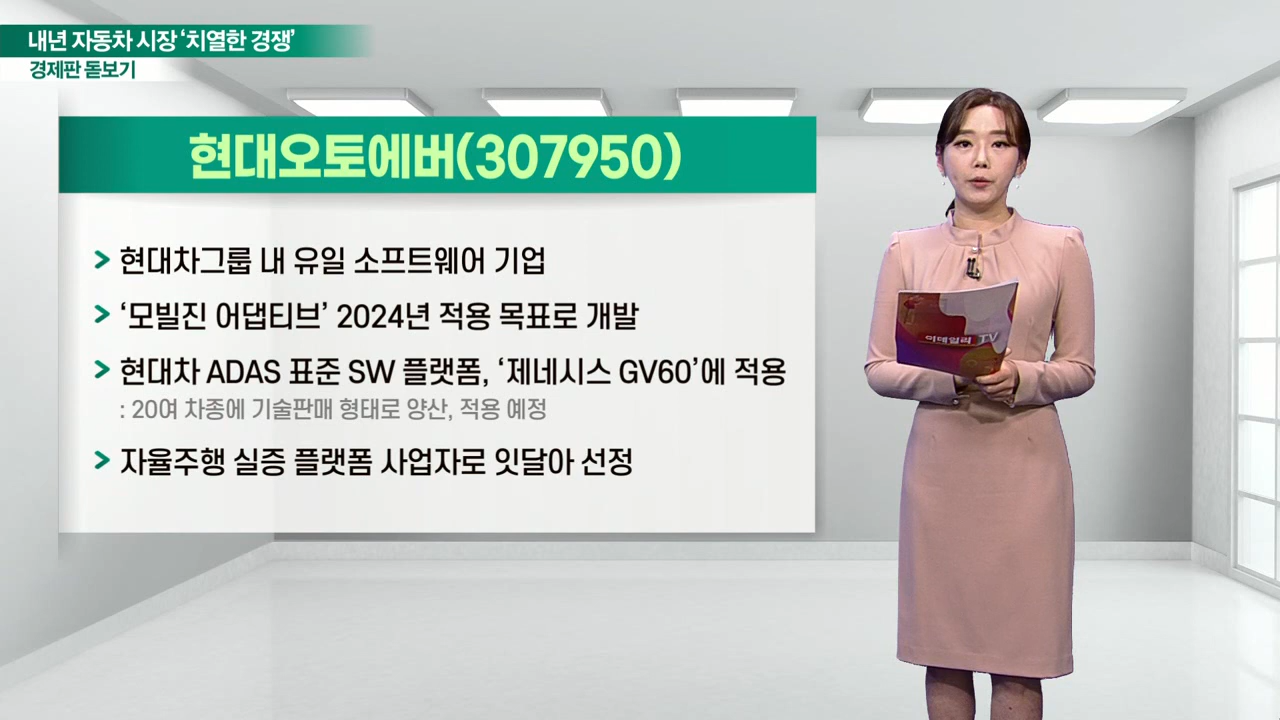 내년 자동차 시장 ‘치열한 경쟁’
경제판 돋보기
현대오토에버(307950)
> 현대차그룹 내 유일 소프트웨어 기업
> ‘모빌진 어댑티브’ 2024년 적용 목표로 개발
> 현대차 ADAS 표준 SW 플랫폼, ‘제네시스 GV60’에 적용
: 20여 차종에 기술판매 형태로 양산, 적용 예정
> 자율주행 실증 플랫폼 사업자로 잇달아 선정
이데일리 TV